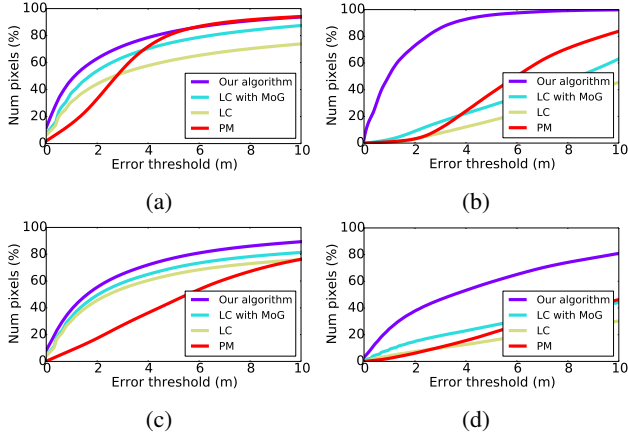 100
80
60
40
20
0
Num pixels (%)
Our algorithm
LC with MoG
LC
PM
0 2 4 6 8 10
Error threshold (m)
(a)
100
80
60
40
20
0
Num pixels (%)
Our algorithm
LC with MoG
LC
PM
0 2 4 6 8 10
Error threshold (m)
(b)
100
80
60
40
20
0
Num pixels (%)
Our algorithm
LC with MoG
LC
PM
0 2 4 6 8 10
Error threshold (m)
(c)
100
80
60
40
20
0
Num pixels (%)
Our algorithm
LC with MoG
LC
PM
0 2 4 6 8 10
Error threshold (m)
(d)